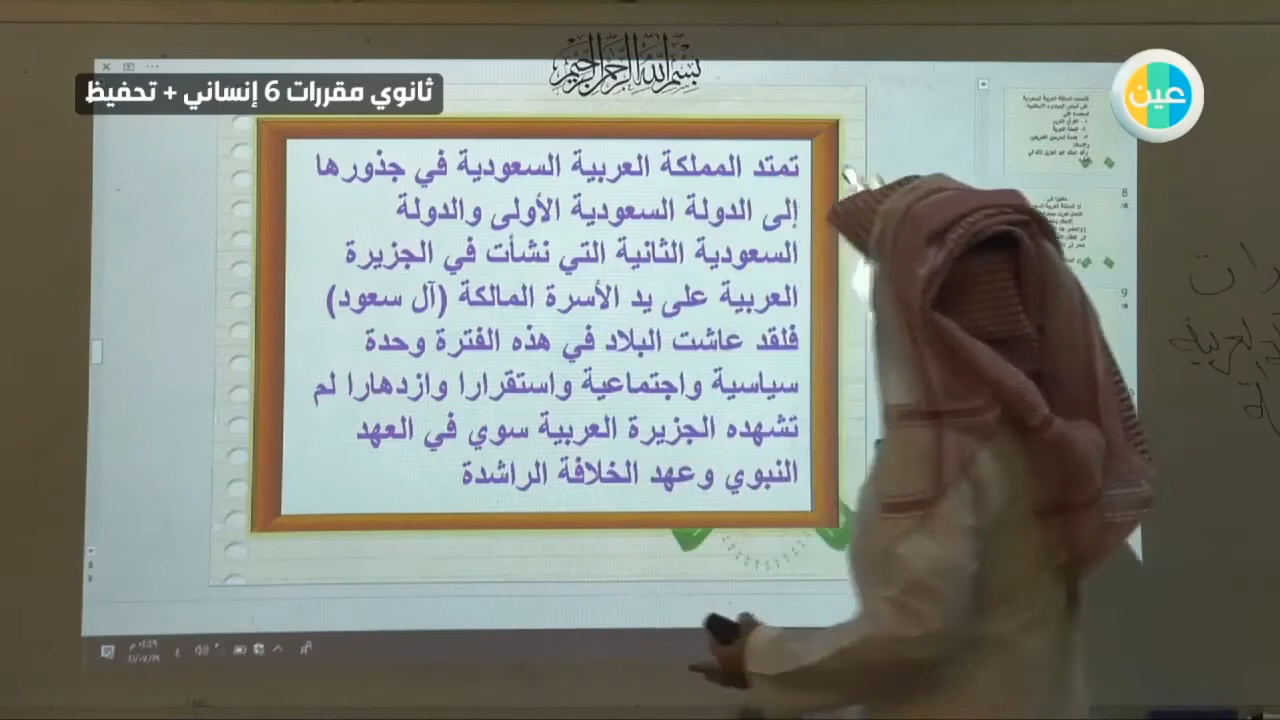 بسم الله الرحمن الرحيم
ثانوي مقررات 6 إنساني + تحفيظ
عين
تمتد المملكة العربية السعودية في جذورها
إلى الدولة السعودية الأولى والدولة
السعودية الثانية التي نشأت في الجزيرة
العربية على يد الأسرة المالكة (آل سعود)
فلقد عاشت البلاد في هذه الفترة وحدة
سياسية واجتماعية واستقرارا وازدهارا لم
تشهده الجزيرة العربية سوي في العهد
النبوي وعهد الخلافة الراشدة
8
9